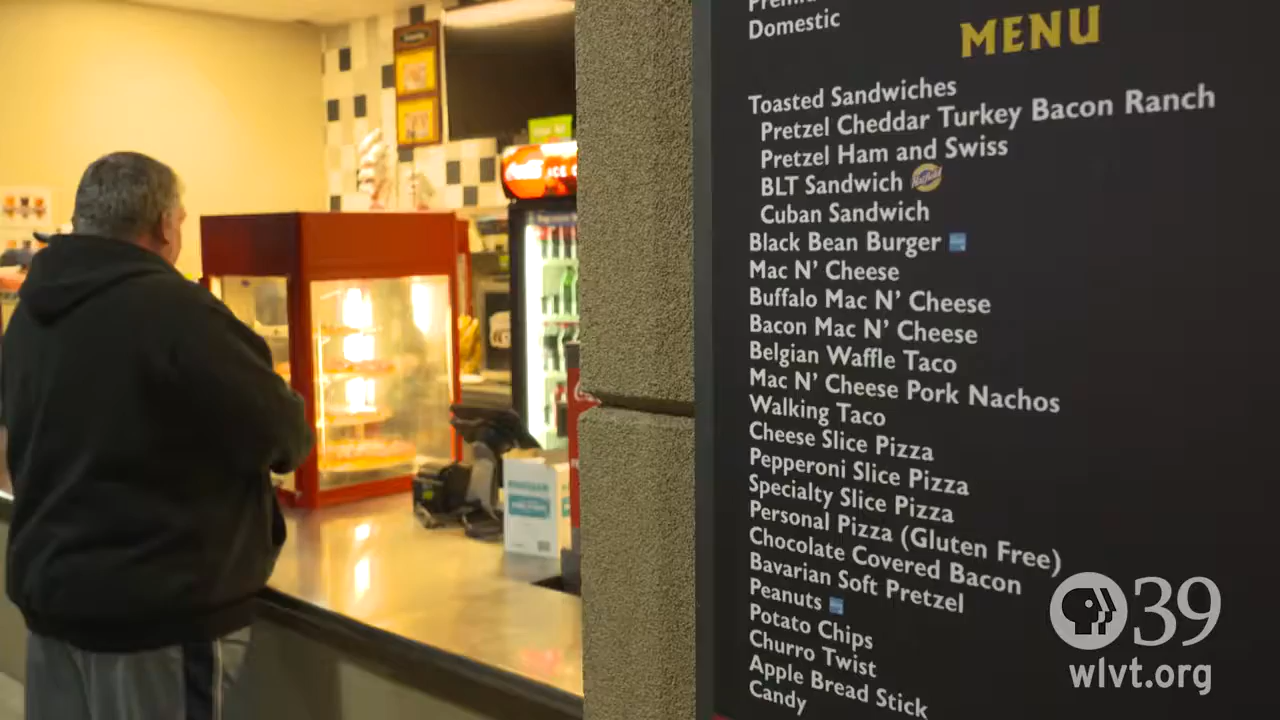 Domestic
MENU
Toasted Sandwiches
Pretzel Cheddar Turkey Bacon Ranch
Pretzel Ham and Swiss
BLT Sandwich
Cuban Sandwich
Black Bean Burger
Mac N' Cheese
Buffalo Mac N' Cheese
Bacon Mac N' Cheese
Belgian Waffle Taco
Mac N' Cheese Pork Nachos
Walking Taco
Cheese Slice Pizza
Pepperoni Slice Pizza
Specialty Slice Pizza
Personal Pizza (Gluten Free)
Chocolate Covered Bacon
Bavarian Soft Pretzel
Peanuts
Potato Chips
Churro Twist
Apple Bread Stick
Candy
PBS 39
wlvt.org